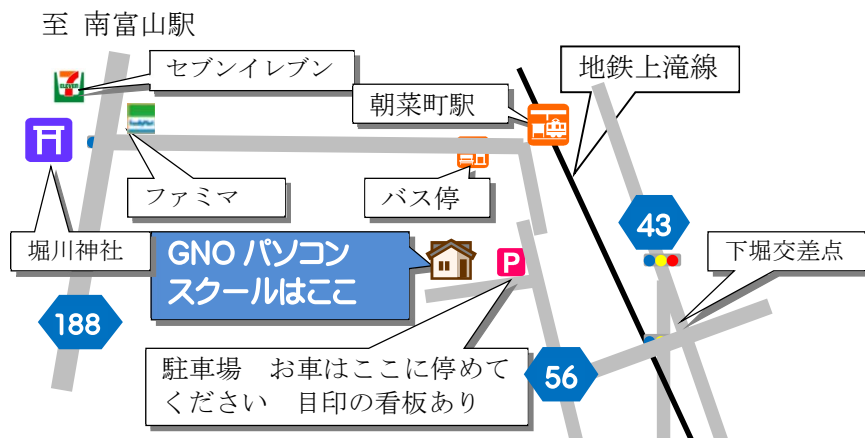 至 南富山駅
セブンイレブン
地鉄上滝線
朝菜町駅
7
ELEVEn
FamilyMart
ファミマ
バス停
堀川神社
GNO パソコン
スクールはここ
P
43
下堀交差点
188
駐車場 お車はここに停めて
ください 目印の看板あり
56